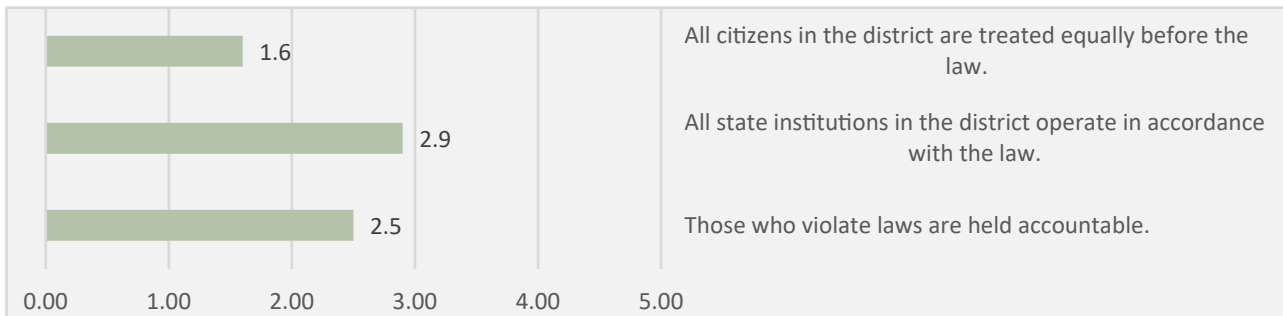 1.6
All citizens in the district are treated equally before the
law.
2.9
All state institutions in the district operate in accordance
with the law.
2.5
Those who violate laws are held accountable.
0.00 1.00 2.00 3.00 4.00 5.00